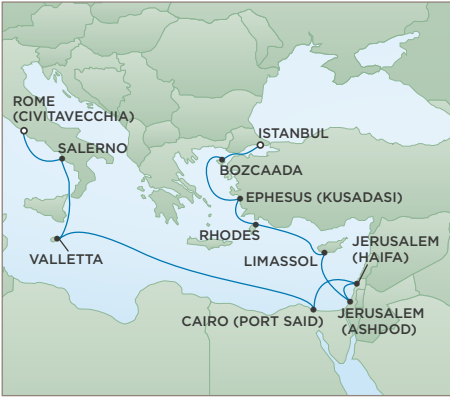 ROME
(CIVITAVECCHIA)
SALERNO
ISTANBUL
BOZCAADA
EPHESUS (KUSADASI)
RHODES
VALLETTA
LIMASSOL
JERUSALEM
(HAIFA)
CAIRO (PORT SAID)
JERUSALEM
(ASHDOD)